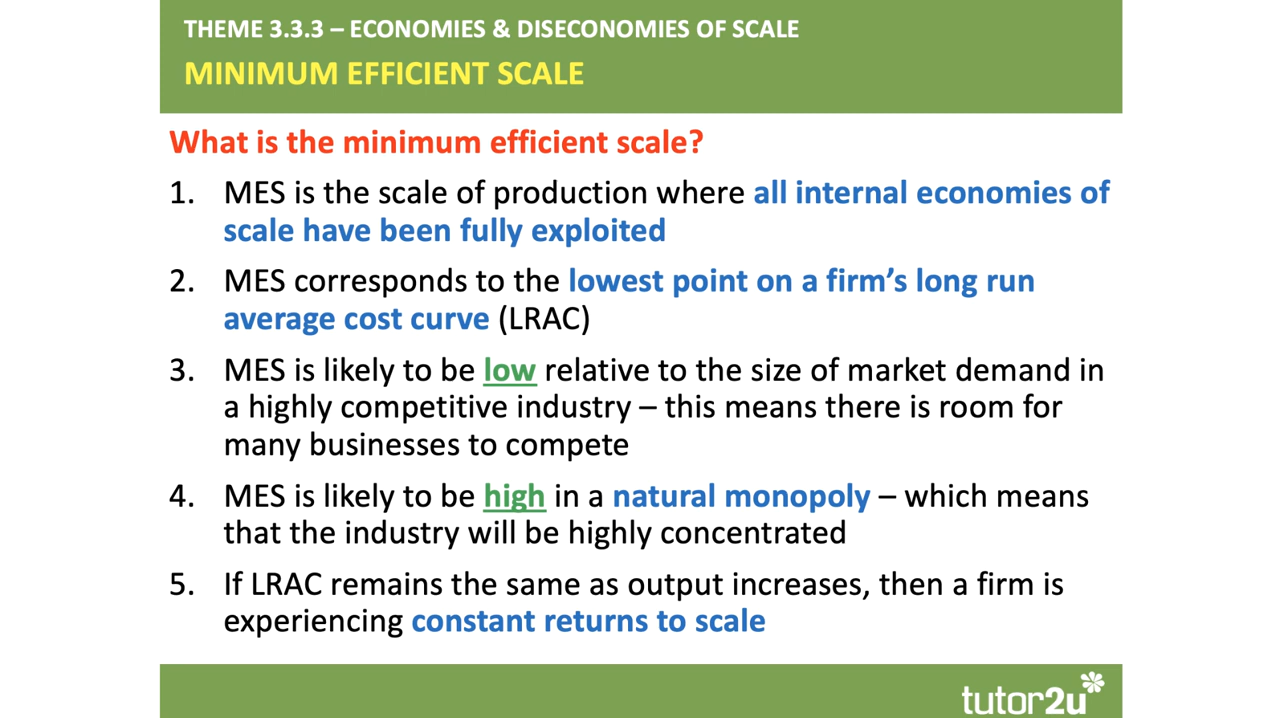 THEME 3.3.3 – ECONOMIES & DISECONOMIES OF SCALE
MINIMUM EFFICIENT SCALE
What is the minimum efficient scale?
1. MES is the scale of production where all internal economies of
scale have been fully exploited
2. MES corresponds to the lowest point on a firm’s long run
average cost curve (LRAC)
3. MES is likely to be low relative to the size of market demand in
a highly competitive industry – this means there is room for
many businesses to compete
4. MES is likely to be high in a natural monopoly – which means
that the industry will be highly concentrated
5. If LRAC remains the same as output increases, then a firm is
experiencing constant returns to scale
tutor2u